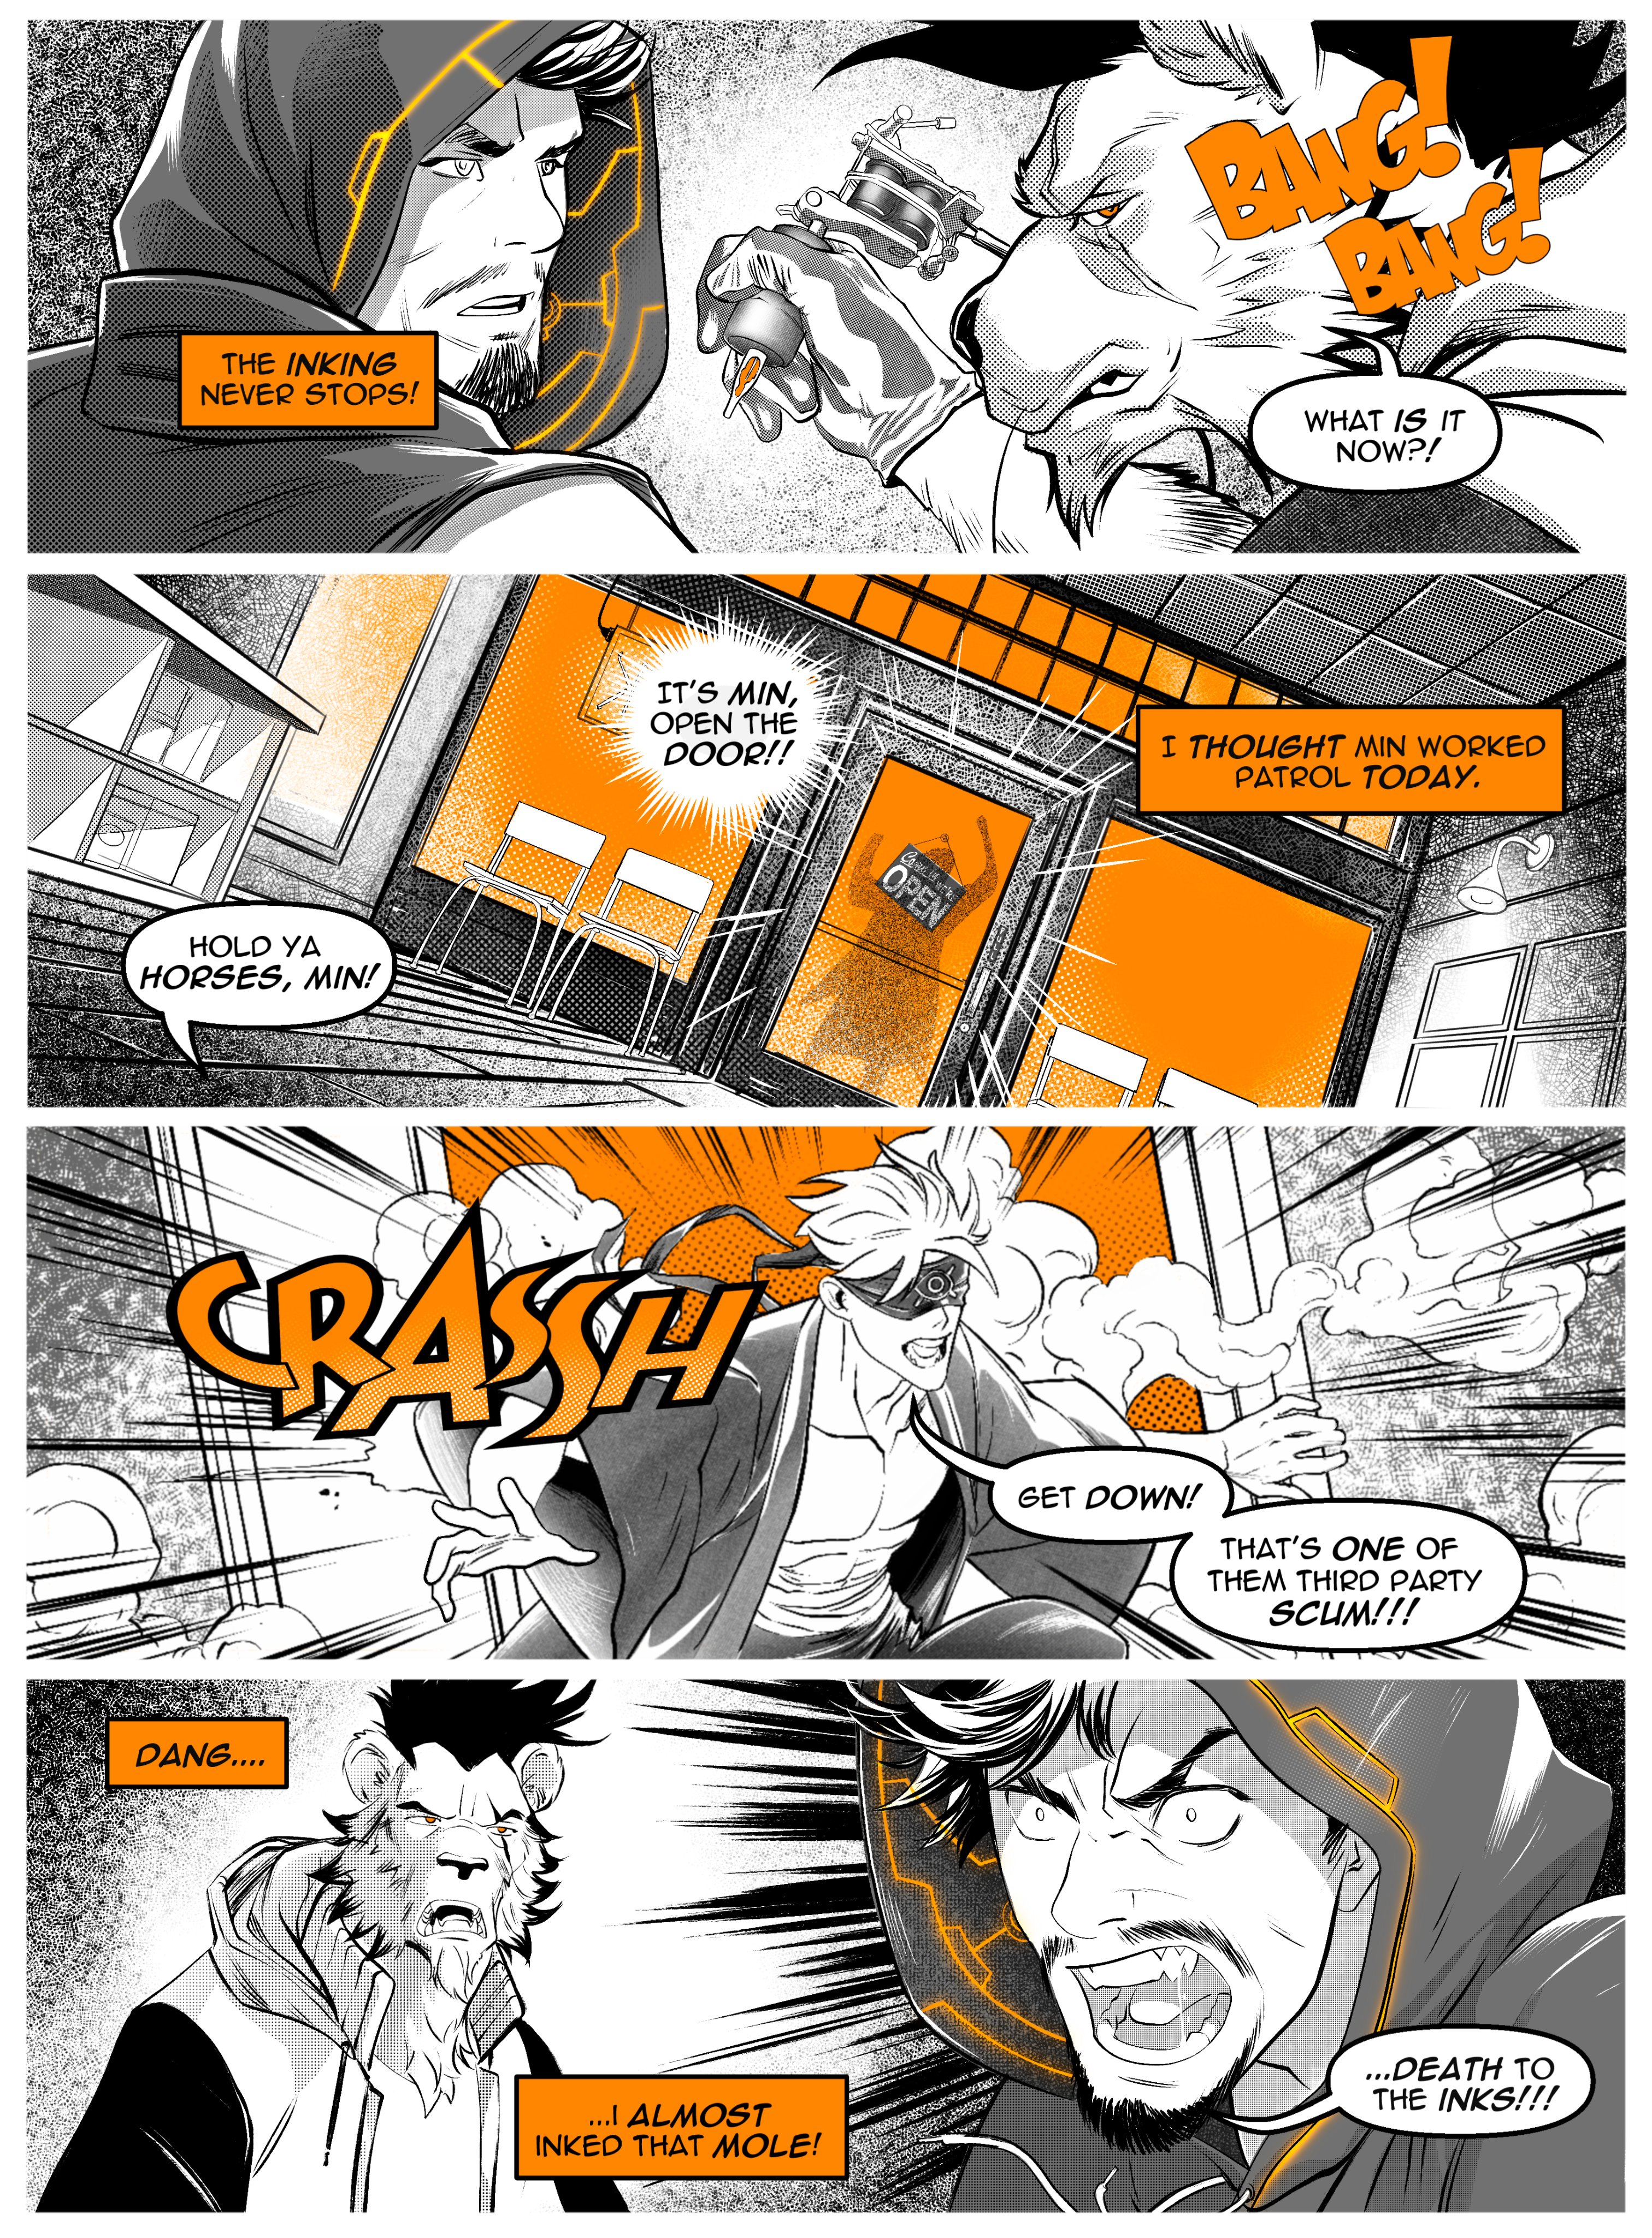 BANG!
BANG!
THE INKING
NEVER STOPS!
WHAT IS IT
NOW?!
IT'S MIN,
OPEN THE
DOOR!!
I THOUGHT MIN WORKED
PATROL TODAY.
OPEN
HOLD YA
HORSES, MIN!
CRASSH
GET DOWN!
THAT'S ONE OF
THEM THIRD PARTY
SCUM!!!
DANG....
...I ALMOST
INKED THAT MOLE!
...DEATH TO
THE INKS!!!